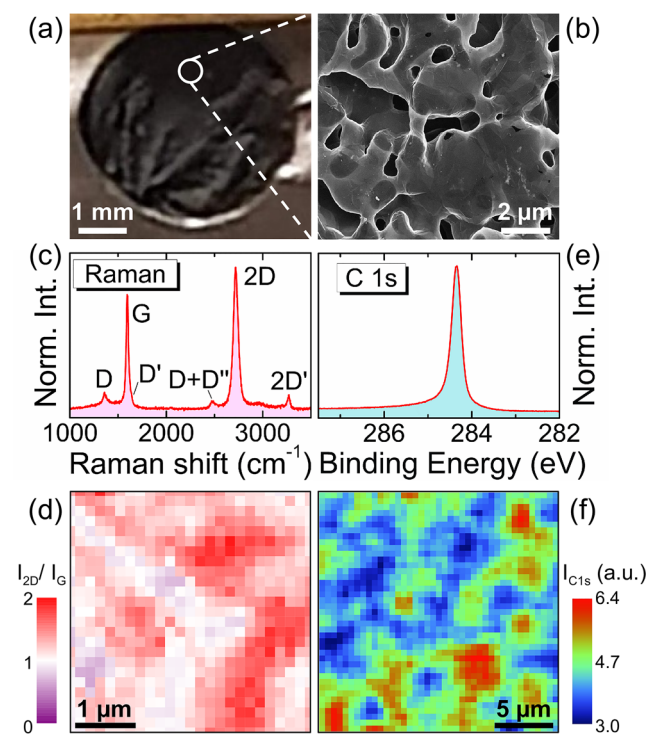 (a)
1 mm
(b)
2 µm
(c)
Raman
G
2D
D
D'
D+D''
2D'
Norm. Int.
1000 2000 3000
Raman shift (cm⁻¹)
(e)
C 1s
Norm. Int.
286 284 282
Binding Energy (eV)
(d)
I2D/ IG
2
1
0
1 µm
(f)
IC1s (a.u.)
6.4
4.7
3.0
5 µm